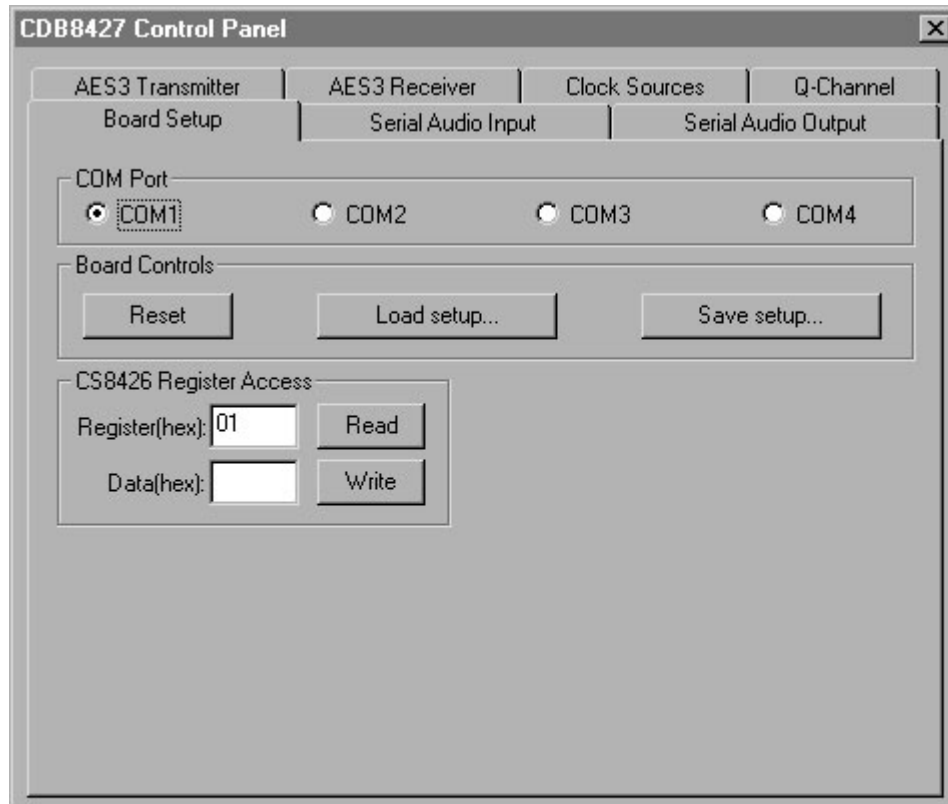 CDB8427 Control Panel
AES3 Transmitter AES3 Receiver Clock Sources Q-Channel
Board Setup Serial Audio Input Serial Audio Output
COM Port
COM1 COM2 COM3 COM4
Board Controls
Reset Load setup... Save setup...
CS8426 Register Access
Register(hex): 01 Read
Data(hex): Write